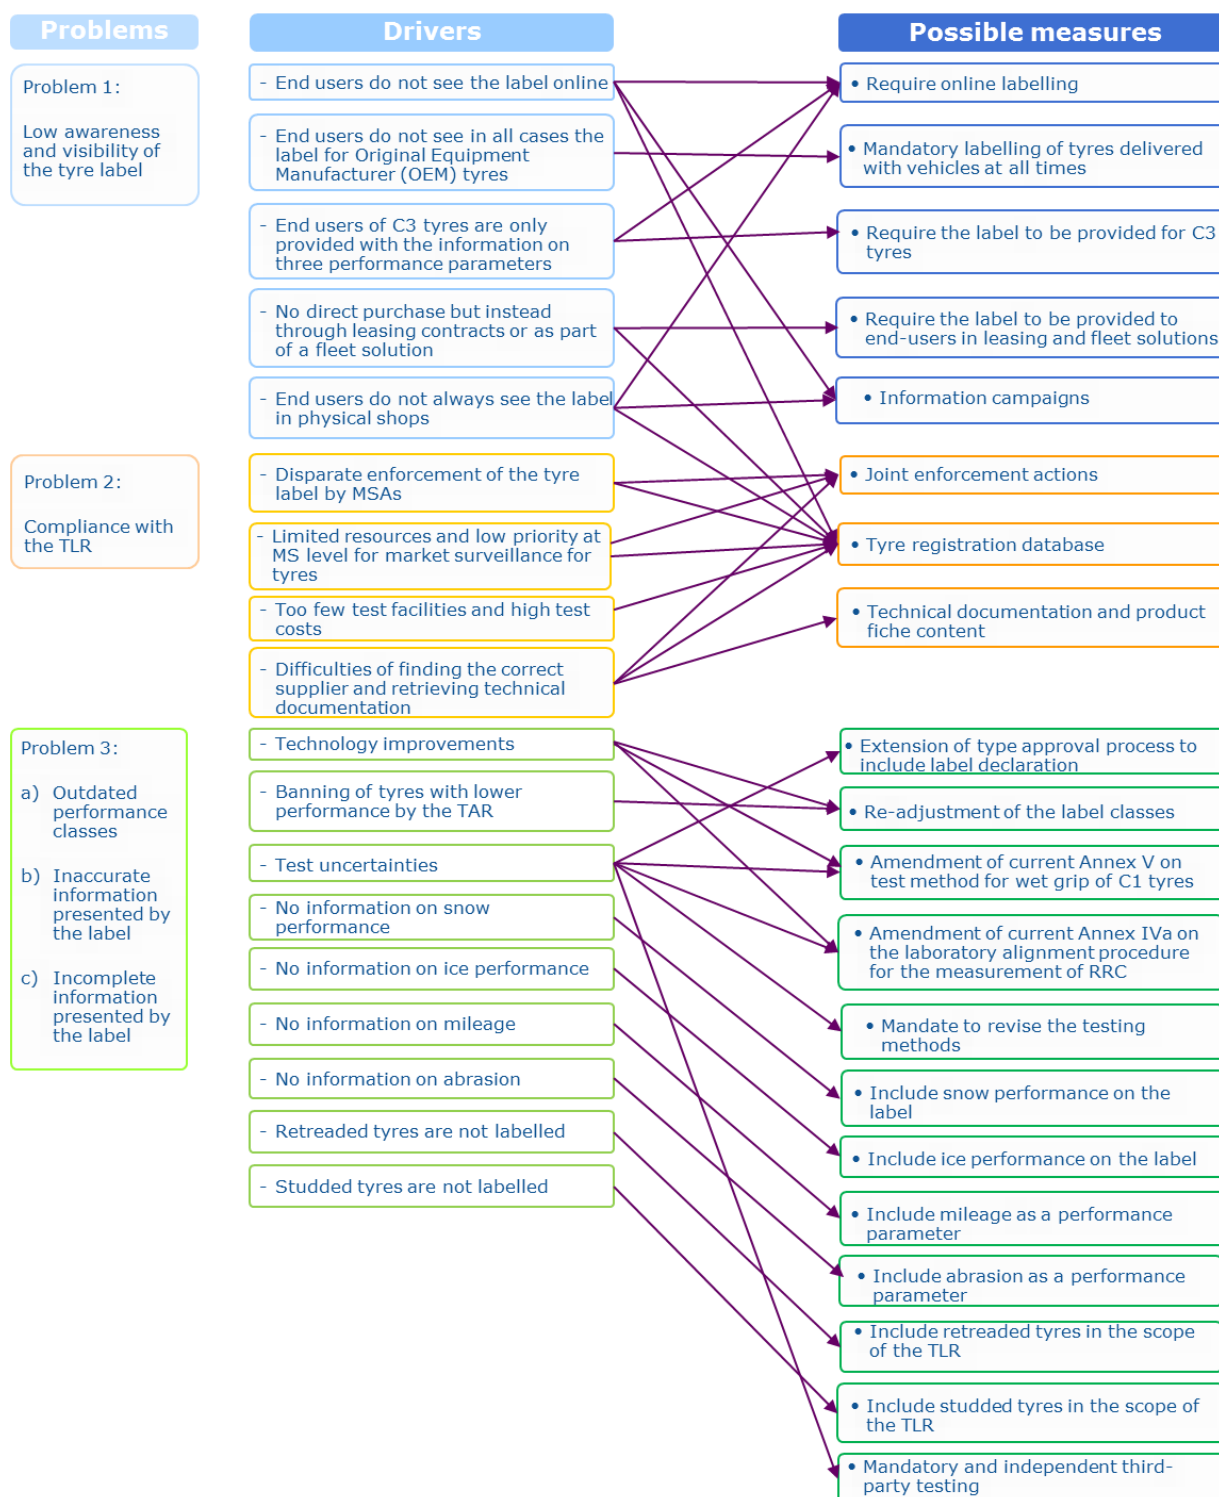 Problems
Problem 1:
Low awareness
and visibility of
the tyre label
Problem 2:
Compliance with
the TLR
Problem 3:
a) Outdated
performance
classes
b) Inaccurate
information
presented by
the label
c) Incomplete
information
presented by
the label
Drivers
- End users do not see the label online
- End users do not see in all cases the
label for Original Equipment
Manufacturer (OEM) tyres
- End users of C3 tyres are only
provided with the information on
three performance parameters
- No direct purchase but instead
through leasing contracts or as part
of a fleet solution
- End users do not always see the label
in physical shops
- Disparate enforcement of the tyre
label by MSAs
- Limited resources and low priority at
MS level for market surveillance for
tyres
- Too few test facilities and high test
costs
- Difficulties of finding the correct
supplier and retrieving technical
documentation
- Technology improvements
- Banning of tyres with lower
performance by the TAR
- Test uncertainties
- No information on snow
performance
- No information on ice performance
- No information on mileage
- No information on abrasion
- Retreaded tyres are not labelled
- Studded tyres are not labelled
Possible measures
• Require online labelling
• Mandatory labelling of tyres delivered
with vehicles at all times
• Require the label to be provided for C3
tyres
• Require the label to be provided to
end-users in leasing and fleet solutions
• Information campaigns
• Joint enforcement actions
• Tyre registration database
• Technical documentation and product
fiche content
• Extension of type approval process to
include label declaration
• Re-adjustment of the label classes
• Amendment of current Annex V on
test method for wet grip of C1 tyres
• Amendment of current Annex IVa on
the laboratory alignment procedure
for the measurement of RRC
• Mandate to revise the testing
methods
• Include snow performance on the
label
• Include ice performance on the label
• Include mileage as a performance
parameter
• Include abrasion as a performance
parameter
• Include retreaded tyres in the scope
of the TLR
• Include studded tyres in the scope of
the TLR
• Mandatory and independent third-
party testing